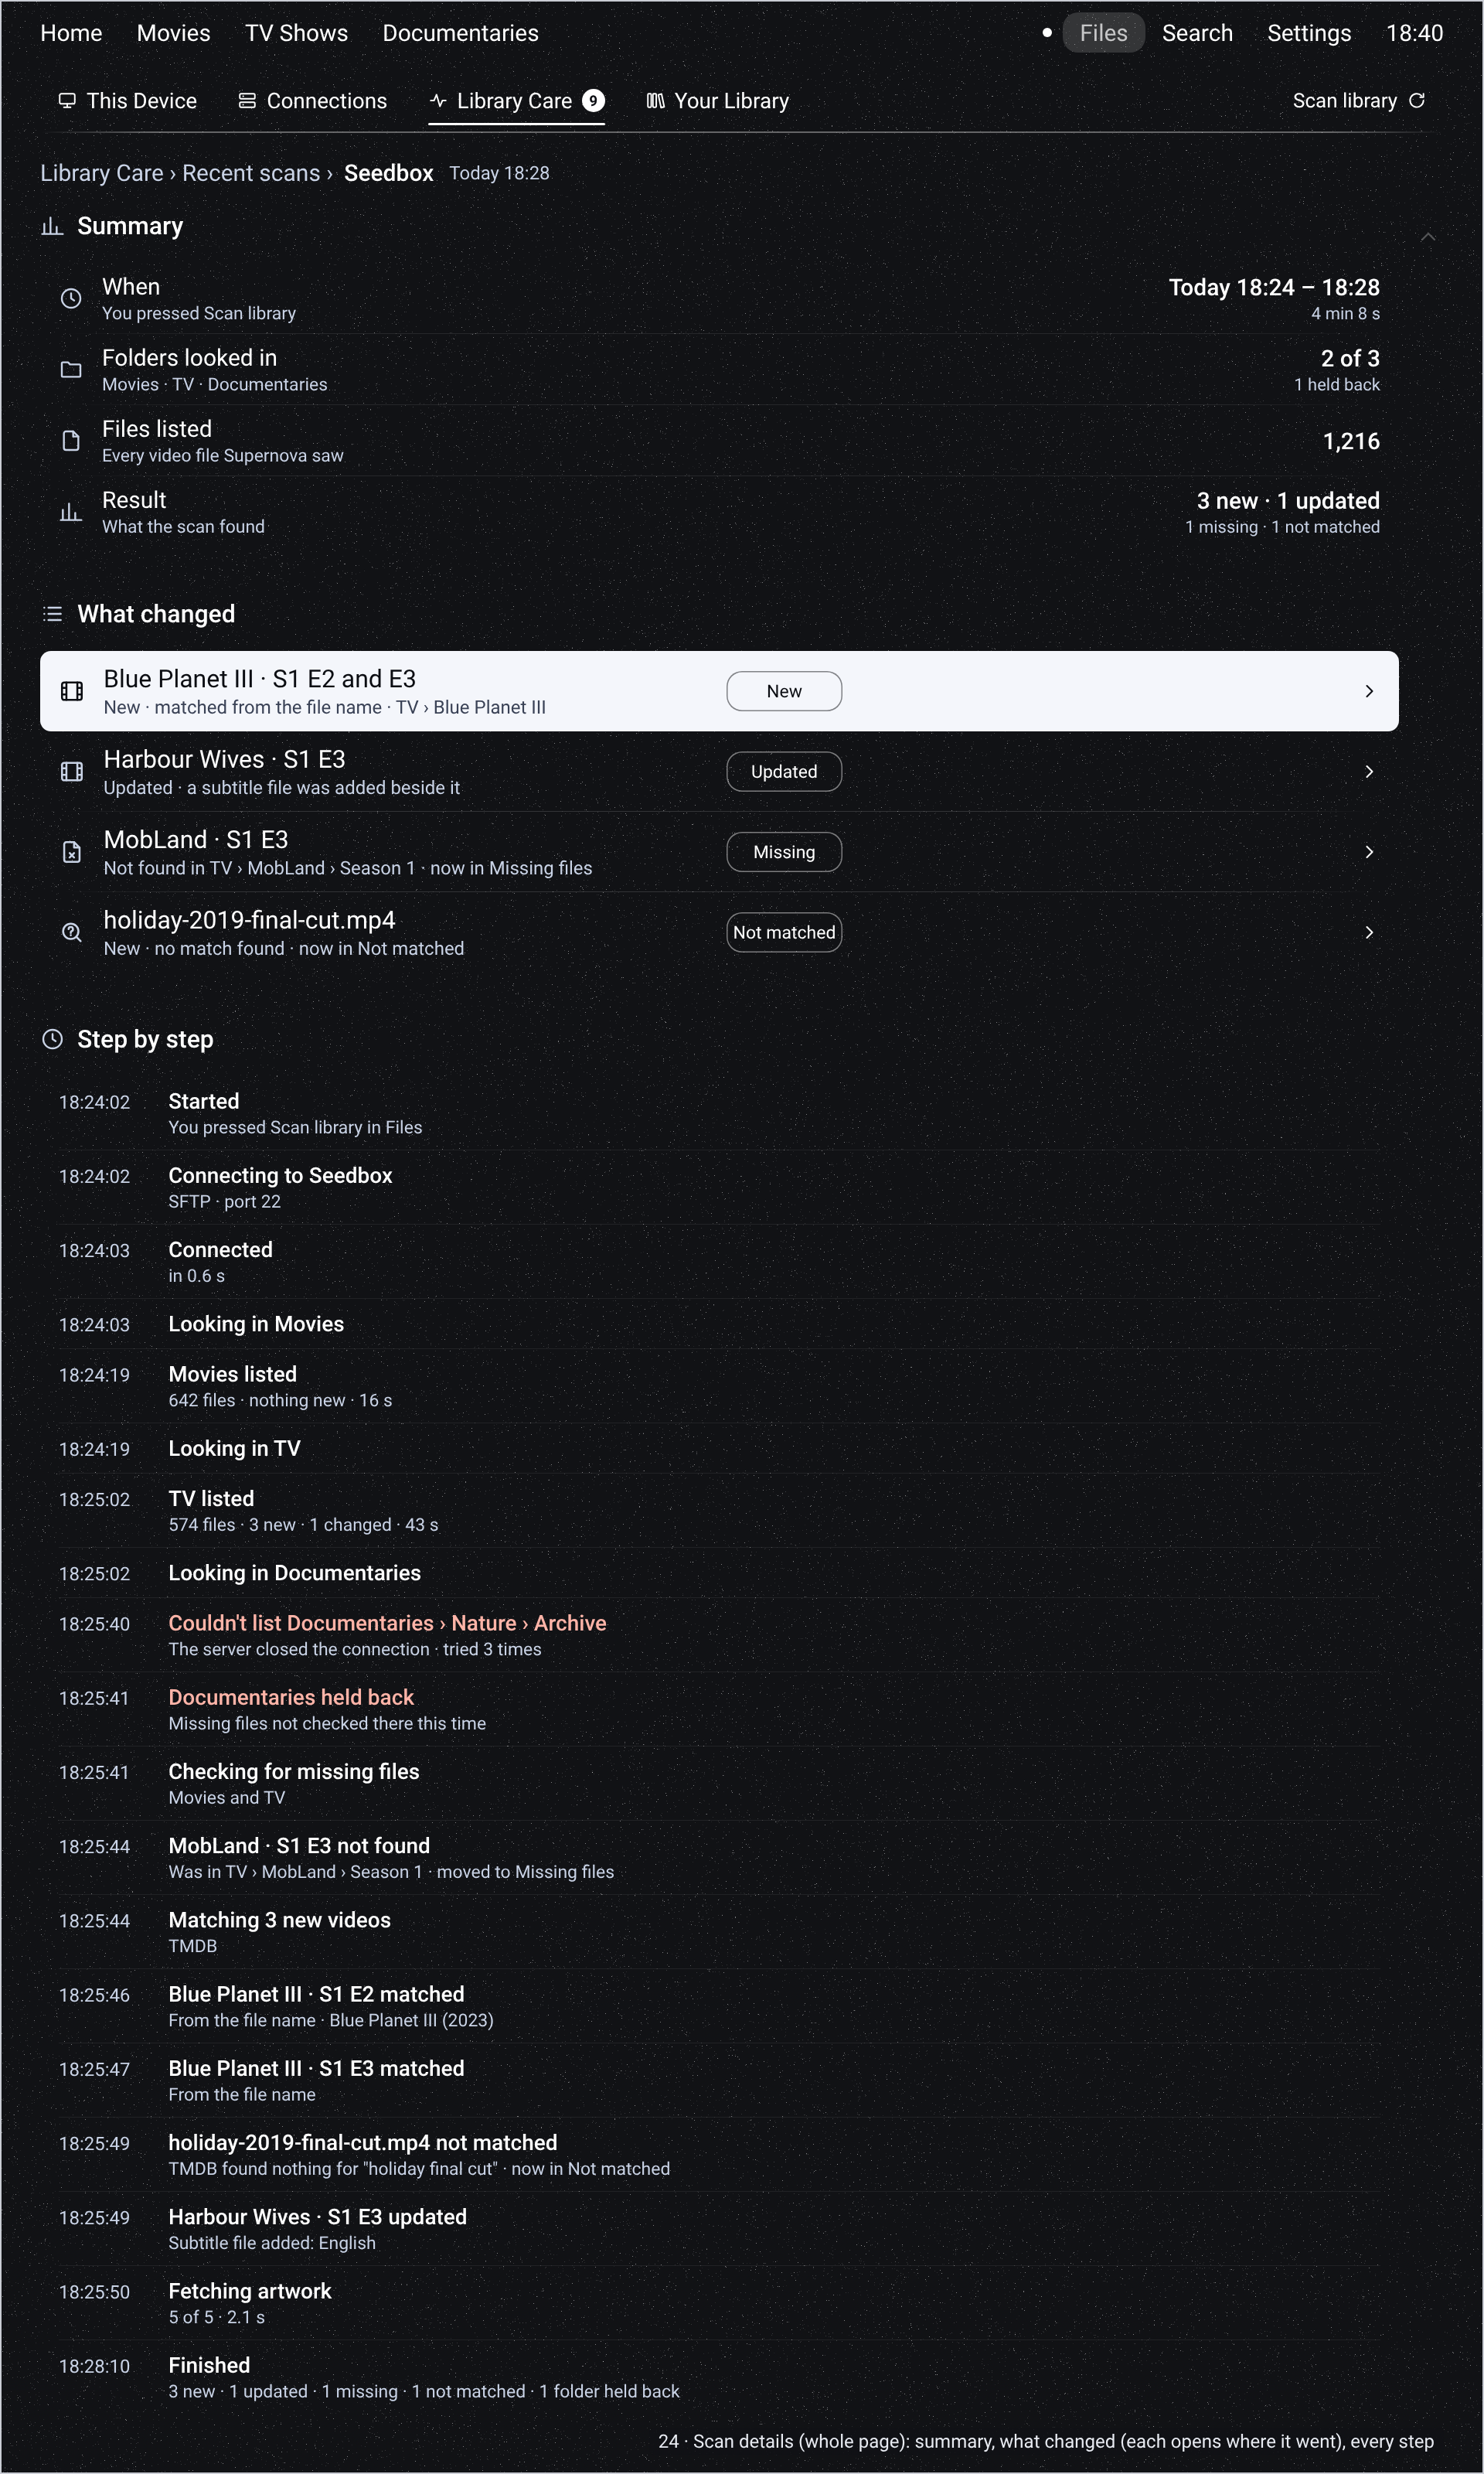 Home Movies TV Shows Documentaries Files Search Settings 18:40
This Device Connections Library Care 9 Your Library Scan library
Library Care › Recent scans › Seedbox Today 18:28
Summary
When Today 18:24 – 18:28
You pressed Scan library 4 min 8 s
Folders looked in 2 of 3
Movies · TV · Documentaries 1 held back
Files listed 1,216
Every video file Supernova saw
Result 3 new · 1 updated
What the scan found 1 missing · 1 not matched
What changed
Blue Planet III · S1 E2 and E3 New
New · matched from the file name · TV › Blue Planet III
Harbour Wives · S1 E3 Updated
Updated · a subtitle file was added beside it
MobLand · S1 E3 Missing
Not found in TV › MobLand › Season 1 · now in Missing files
holiday-2019-final-cut.mp4 Not matched
New · no match found · now in Not matched
Step by step
18:24:02 Started
You pressed Scan library in Files
18:24:02 Connecting to Seedbox
SFTP · port 22
18:24:03 Connected
in 0.6 s
18:24:03 Looking in Movies
18:24:19 Movies listed
642 files · nothing new · 16 s
18:24:19 Looking in TV
18:25:02 TV listed
574 files · 3 new · 1 changed · 43 s
18:25:02 Looking in Documentaries
18:25:40 Couldn't list Documentaries › Nature › Archive
The server closed the connection · tried 3 times
18:25:41 Documentaries held back
Missing files not checked there this time
18:25:41 Checking for missing files
Movies and TV
18:25:44 MobLand · S1 E3 not found
Was in TV › MobLand › Season 1 · moved to Missing files
18:25:44 Matching 3 new videos
TMDB
18:25:46 Blue Planet III · S1 E2 matched
From the file name · Blue Planet III (2023)
18:25:47 Blue Planet III · S1 E3 matched
From the file name
18:25:49 holiday-2019-final-cut.mp4 not matched
TMDB found nothing for "holiday final cut" · now in Not matched
18:25:49 Harbour Wives · S1 E3 updated
Subtitle file added: English
18:25:50 Fetching artwork
5 of 5 · 2.1 s
18:28:10 Finished
3 new · 1 updated · 1 missing · 1 not matched · 1 folder held back
24 · Scan details (whole page): summary, what changed (each opens where it went), every step